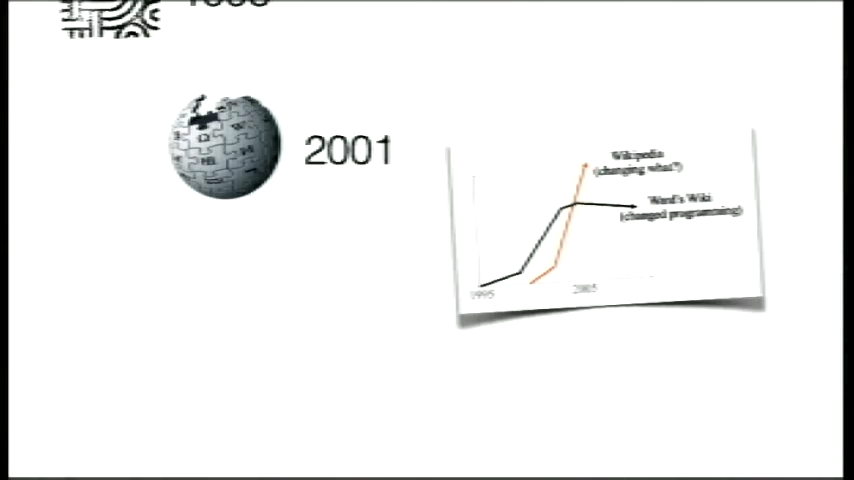 2001
Wikipedia
(changing what?)
Ward's Wiki
(changed programming)
1995
2005